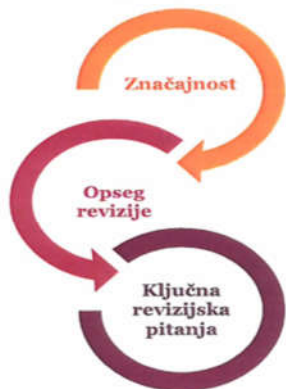 Značajnost
Opseg
revizije
Ključna
revizijska
pitanja